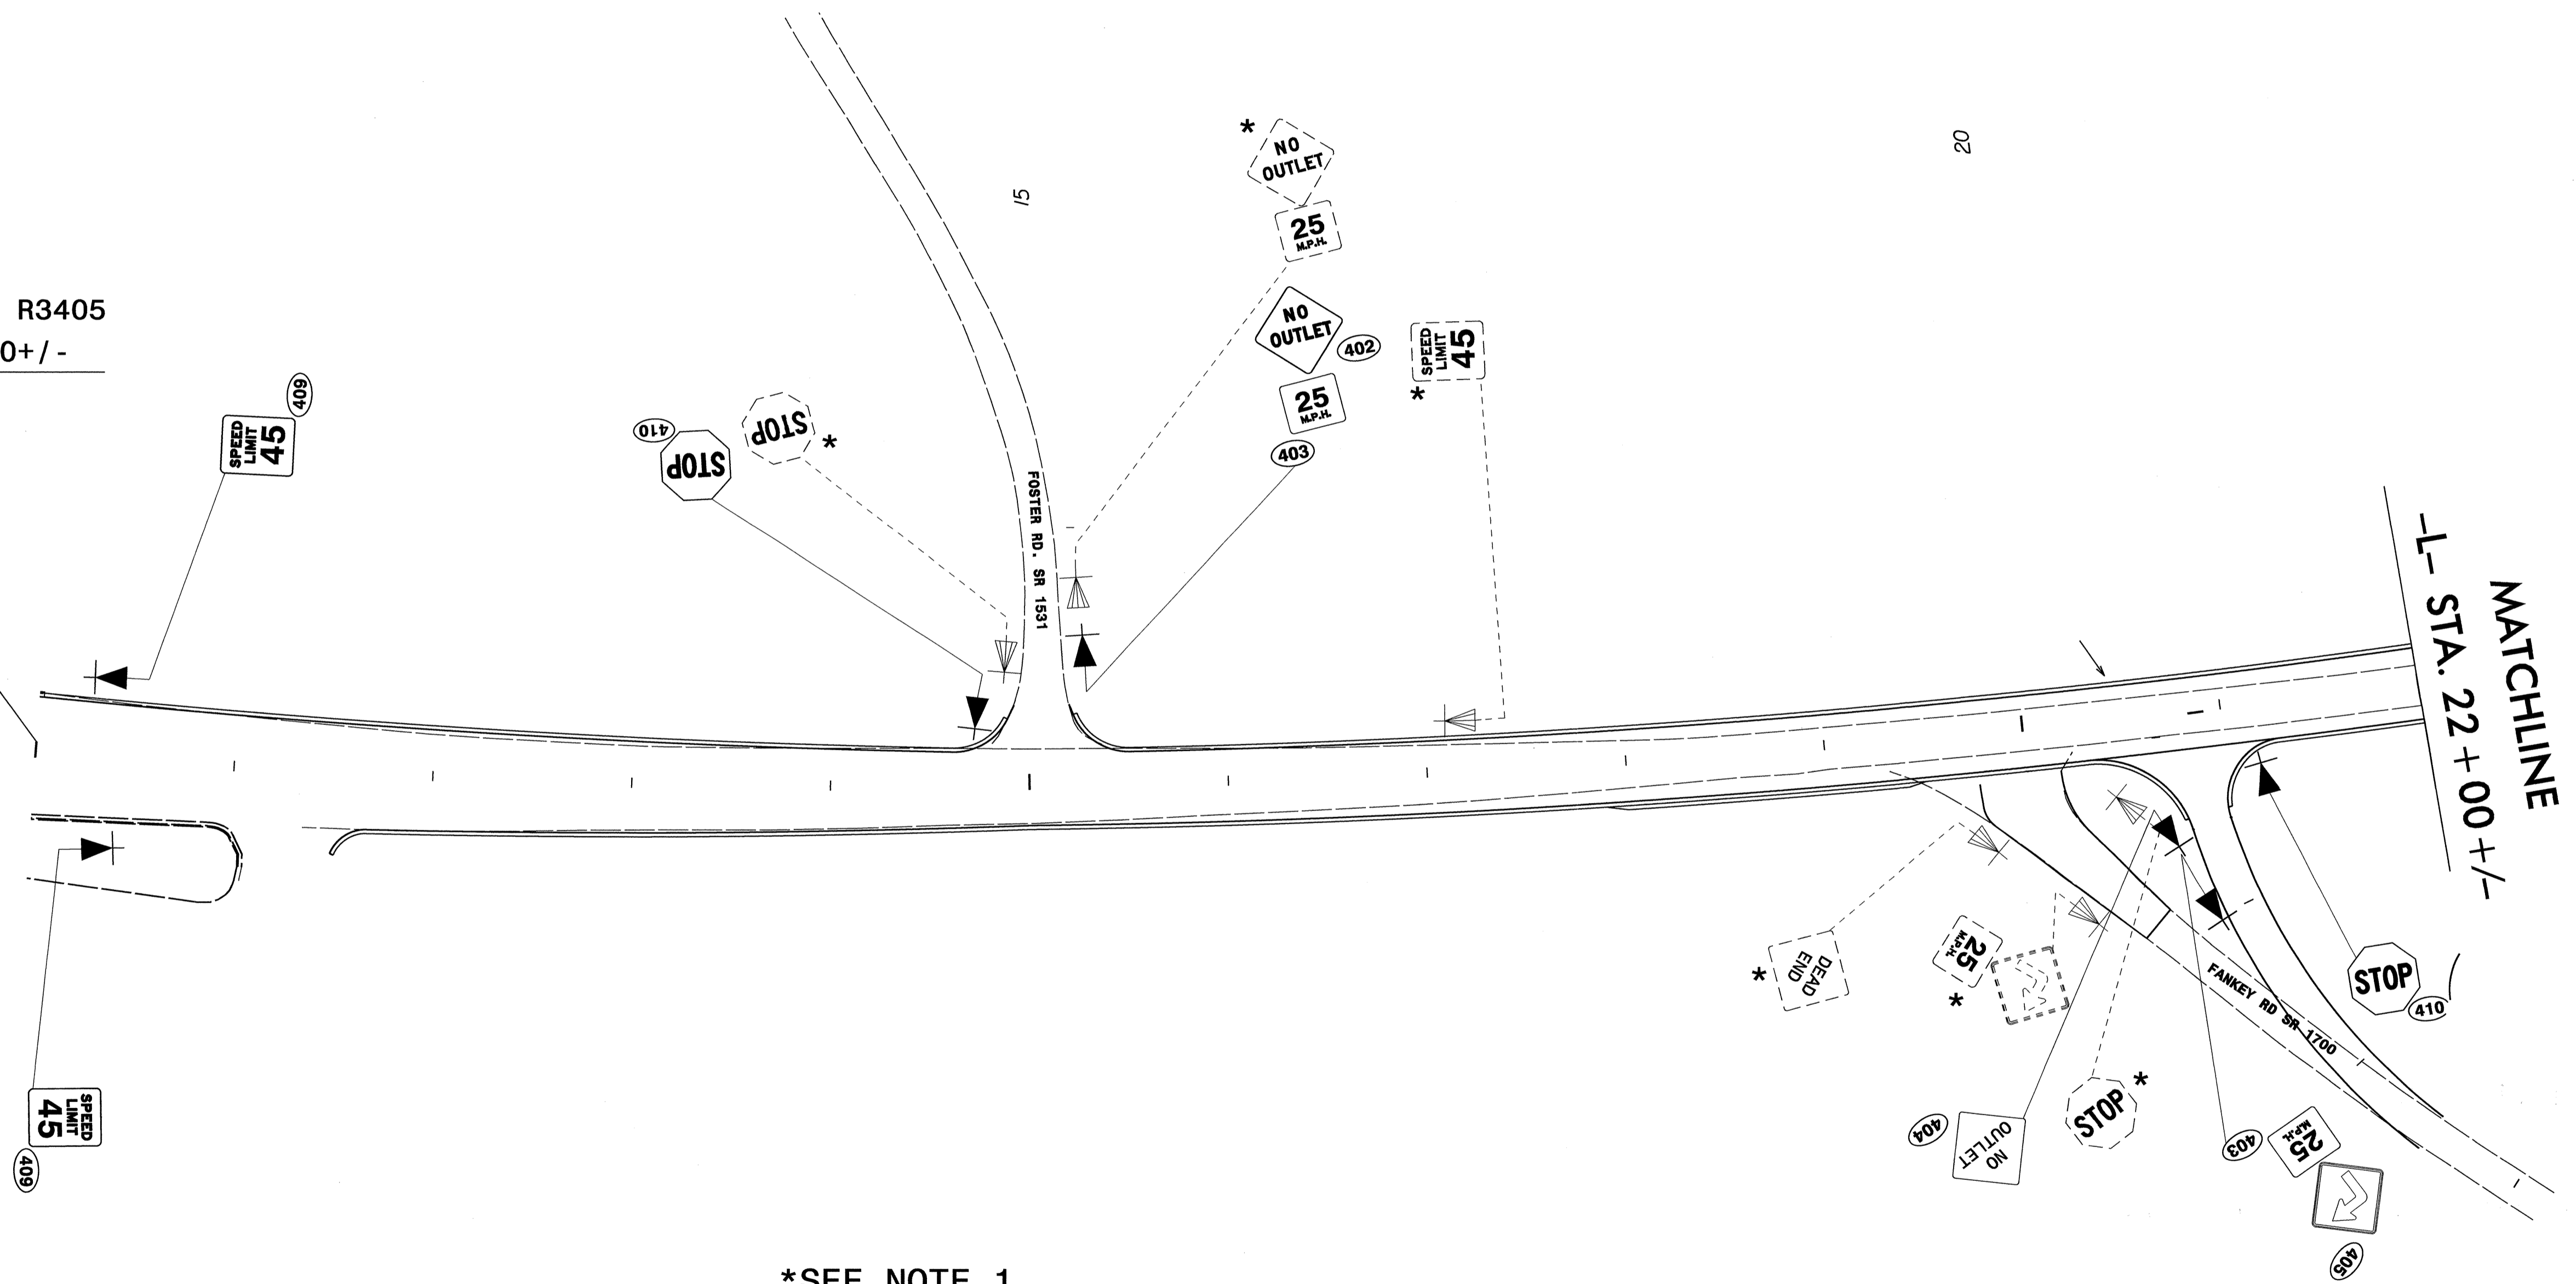 R3405
0+/-
SPEED
LIMIT
45
409
410
STOP
STOP
*
FOSTER RD. SR 1531
15
*
NO
OUTLET
25
M.P.H.
NO
OUTLET
402
25
M.P.H.
403
SPEED
LIMIT
45
*
20
MATCHLINE
-L- STA. 22+00+/-
SPEED
LIMIT
45
409
DEAD
END
*
25
M.P.H.
*
FANKEY RD SR 1700
STOP
410
404
NO
OUTLET
STOP
*
403
25
M.P.H.
405
*SEE NOTE 1